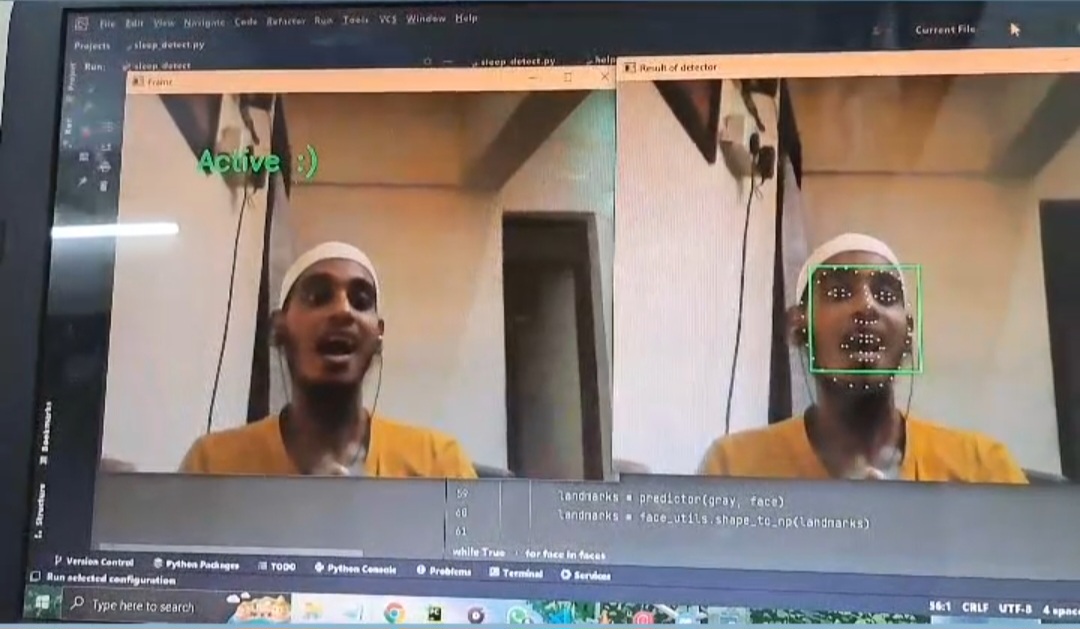 File Edit View Navigate Code Refactor Run Tools VCS Window Help
Current File
Projects sleep_detect.py
Run: sleep_detect
sleep_detect.py
help
Frame
Result of detector
Active :)
Project
Bookmarks
Structure
59 landmarks = predictor(gray, face)
60 landmarks = face_utils.shape_to_np(landmarks)
61
while True for face in faces
Version Control Python Packages TODO Python Console Problems Terminal Services
Run selected configuration
56:1 CRLF UTF-8 4 spac
Type here to search